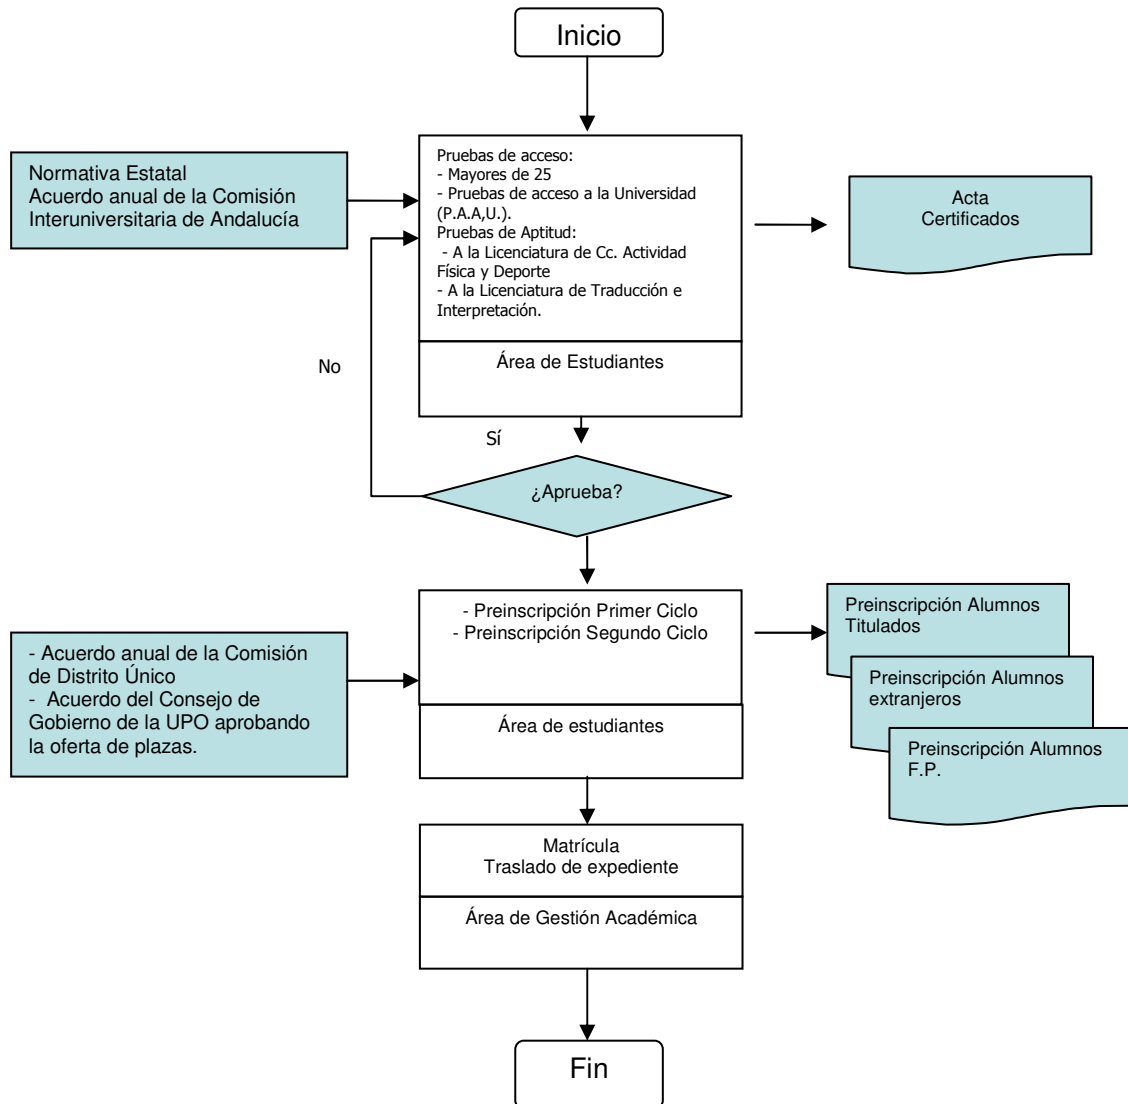 Inicio
Normativa Estatal
Acuerdo anual de la Comisión
Interuniversitaria de Andalucía
Pruebas de acceso:
- Mayores de 25
- Pruebas de acceso a la Universidad
(P.A.A,U.).
Pruebas de Aptitud:
- A la Licenciatura de Cc. Actividad
Física y Deporte
- A la Licenciatura de Traducción e
Interpretación.
Área de Estudiantes
Acta
Certificados
No
Sí
¿Aprueba?
- Acuerdo anual de la Comisión
de Distrito Único
- Acuerdo del Consejo de
Gobierno de la UPO aprobando
la oferta de plazas.
- Preinscripción Primer Ciclo
- Preinscripción Segundo Ciclo
Área de estudiantes
Preinscripción Alumnos
Titulados
Preinscripción Alumnos
extranjeros
Preinscripción Alumnos
F.P.
Matrícula
Traslado de expediente
Área de Gestión Académica
Fin